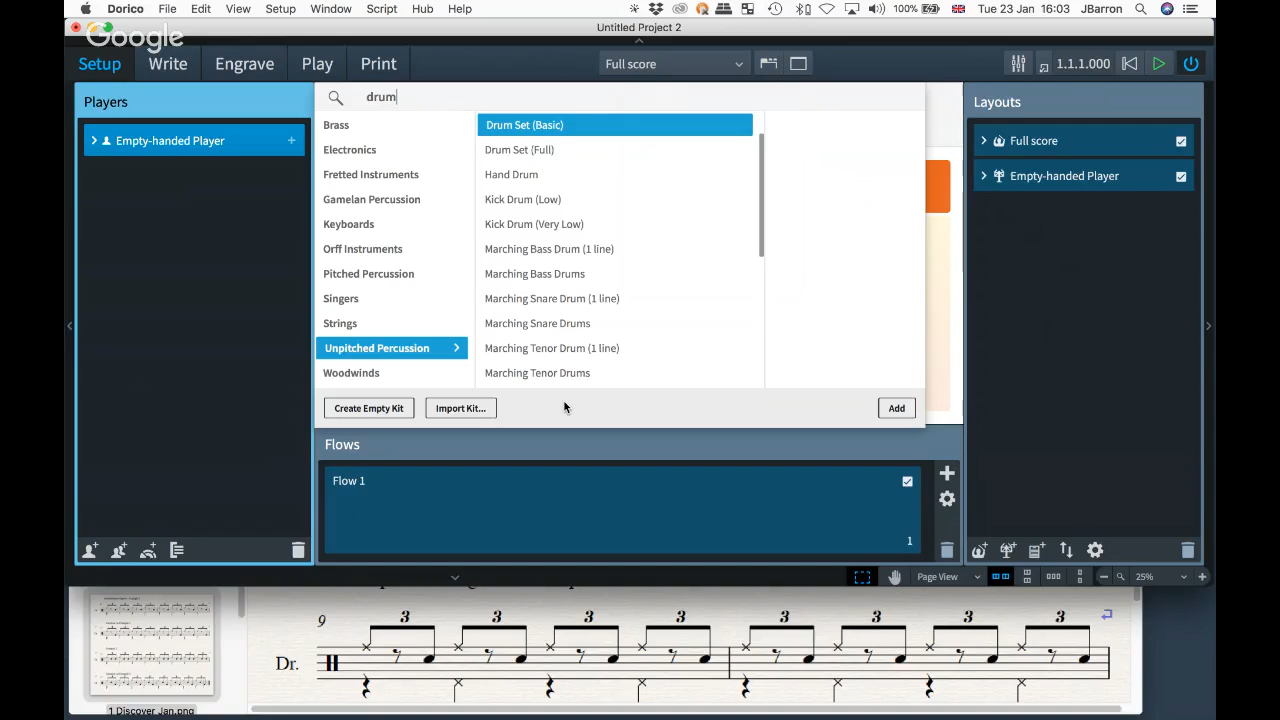 Dorico File Edit View Setup Window Script Hub Help 100% Tue 23 Jan 16:03 JBarron
Untitled Project 2
Google
Setup Write Engrave Play Print Full score 1.1.1.000
Players
Empty-handed Player
drum
Brass
Electronics
Fretted Instruments
Gamelan Percussion
Keyboards
Orff Instruments
Pitched Percussion
Singers
Strings
Unpitched Percussion
Woodwinds
Drum Set (Basic)
Drum Set (Full)
Hand Drum
Kick Drum (Low)
Kick Drum (Very Low)
Marching Bass Drum (1 line)
Marching Bass Drums
Marching Snare Drum (1 line)
Marching Snare Drums
Marching Tenor Drum (1 line)
Marching Tenor Drums
Create Empty Kit Import Kit... Add
Layouts
Full score
Empty-handed Player
Flows
Flow 1
1
Page View 25%
9 3 3 3 3 3 3 3 3
Dr.
1 Discover Jan.png